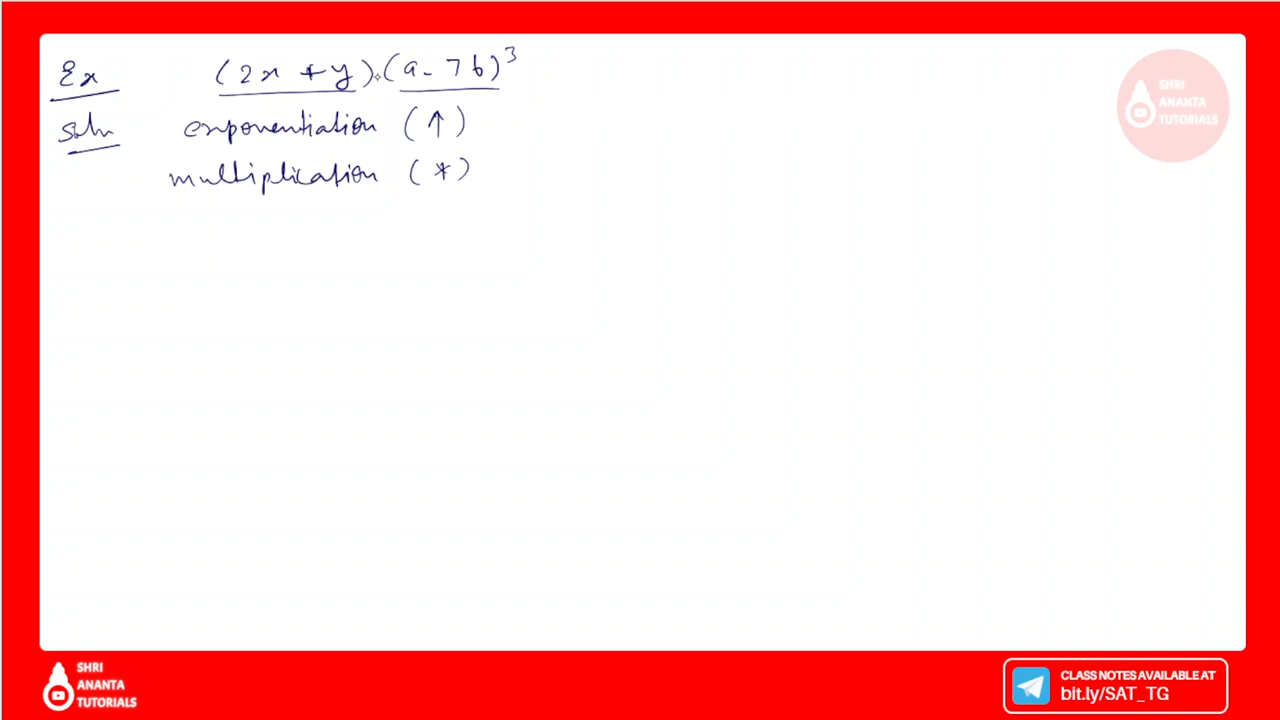 Ex (2x + y).(a - 7b)³
Soln exponentiation (↑)
multiplication (*)
SHRI
ANANTA
TUTORIALS
SHRI
ANANTA
TUTORIALS
CLASS NOTES AVAILABLE AT
bit.ly/SAT_TG